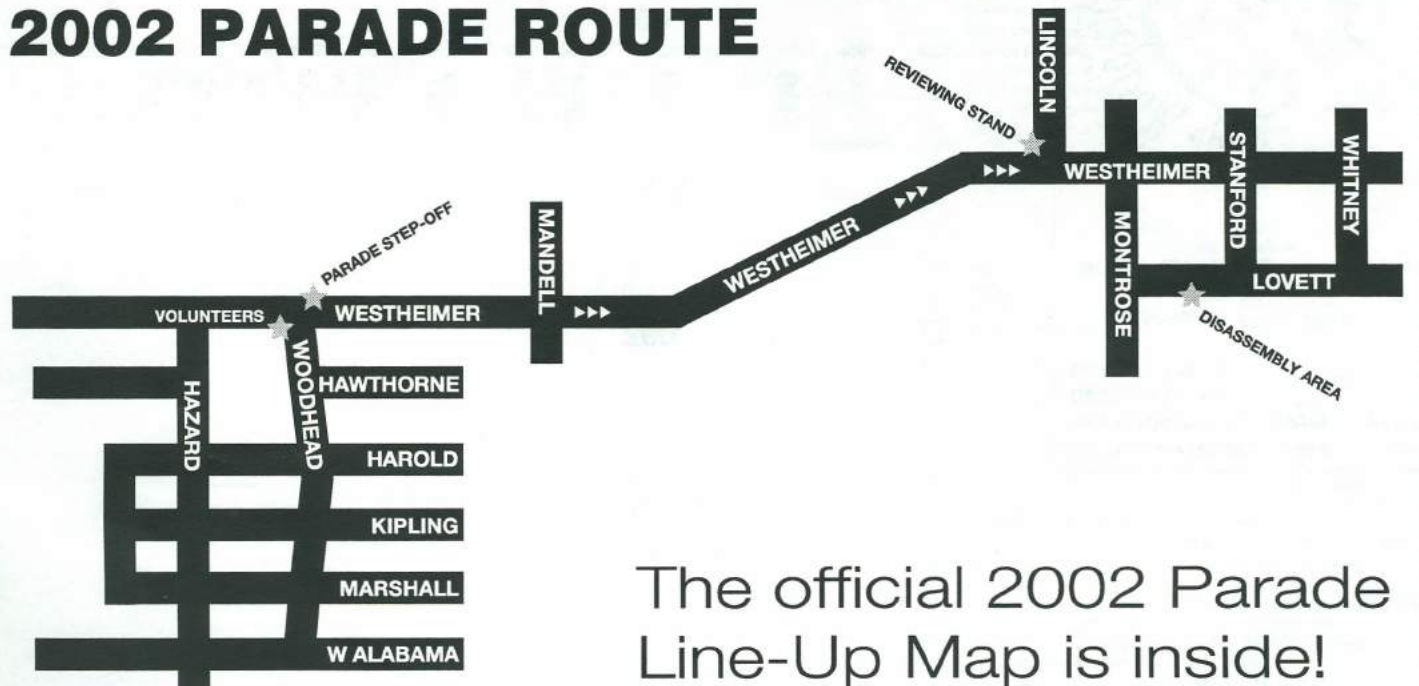 2002 PARADE ROUTE
LINCOLN
REVIEWING STAND
WESTHEIMER
STANFORD
WHITNEY
MONTROSE
LOVETT
DISASSEMBLY AREA
PARADE STEP-OFF
MANDELL
WESTHEIMER
VOLUNTEERS
WESTHEIMER
WOODHEAD
HAWTHORNE
HAZARD
HAROLD
KIPLING
MARSHALL
W ALABAMA
The official 2002 Parade
Line-Up Map is inside!